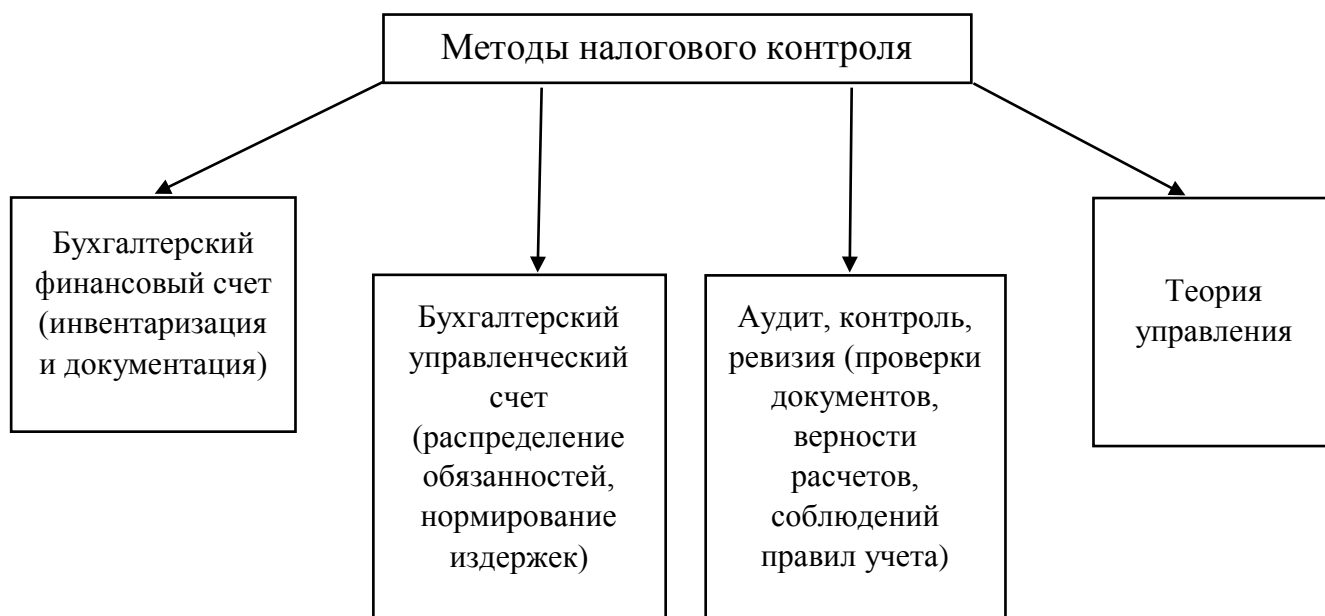 Методы налогового контроля
Бухгалтерский
финансовый счет
(инвентаризация
и документация)
Бухгалтерский
управленческий
счет
(распределение
обязанностей,
нормирование
издержек)
Аудит, контроль,
ревизия (проверки
документов,
верности
расчетов,
соблюдений
правил учета)
Теория
управления